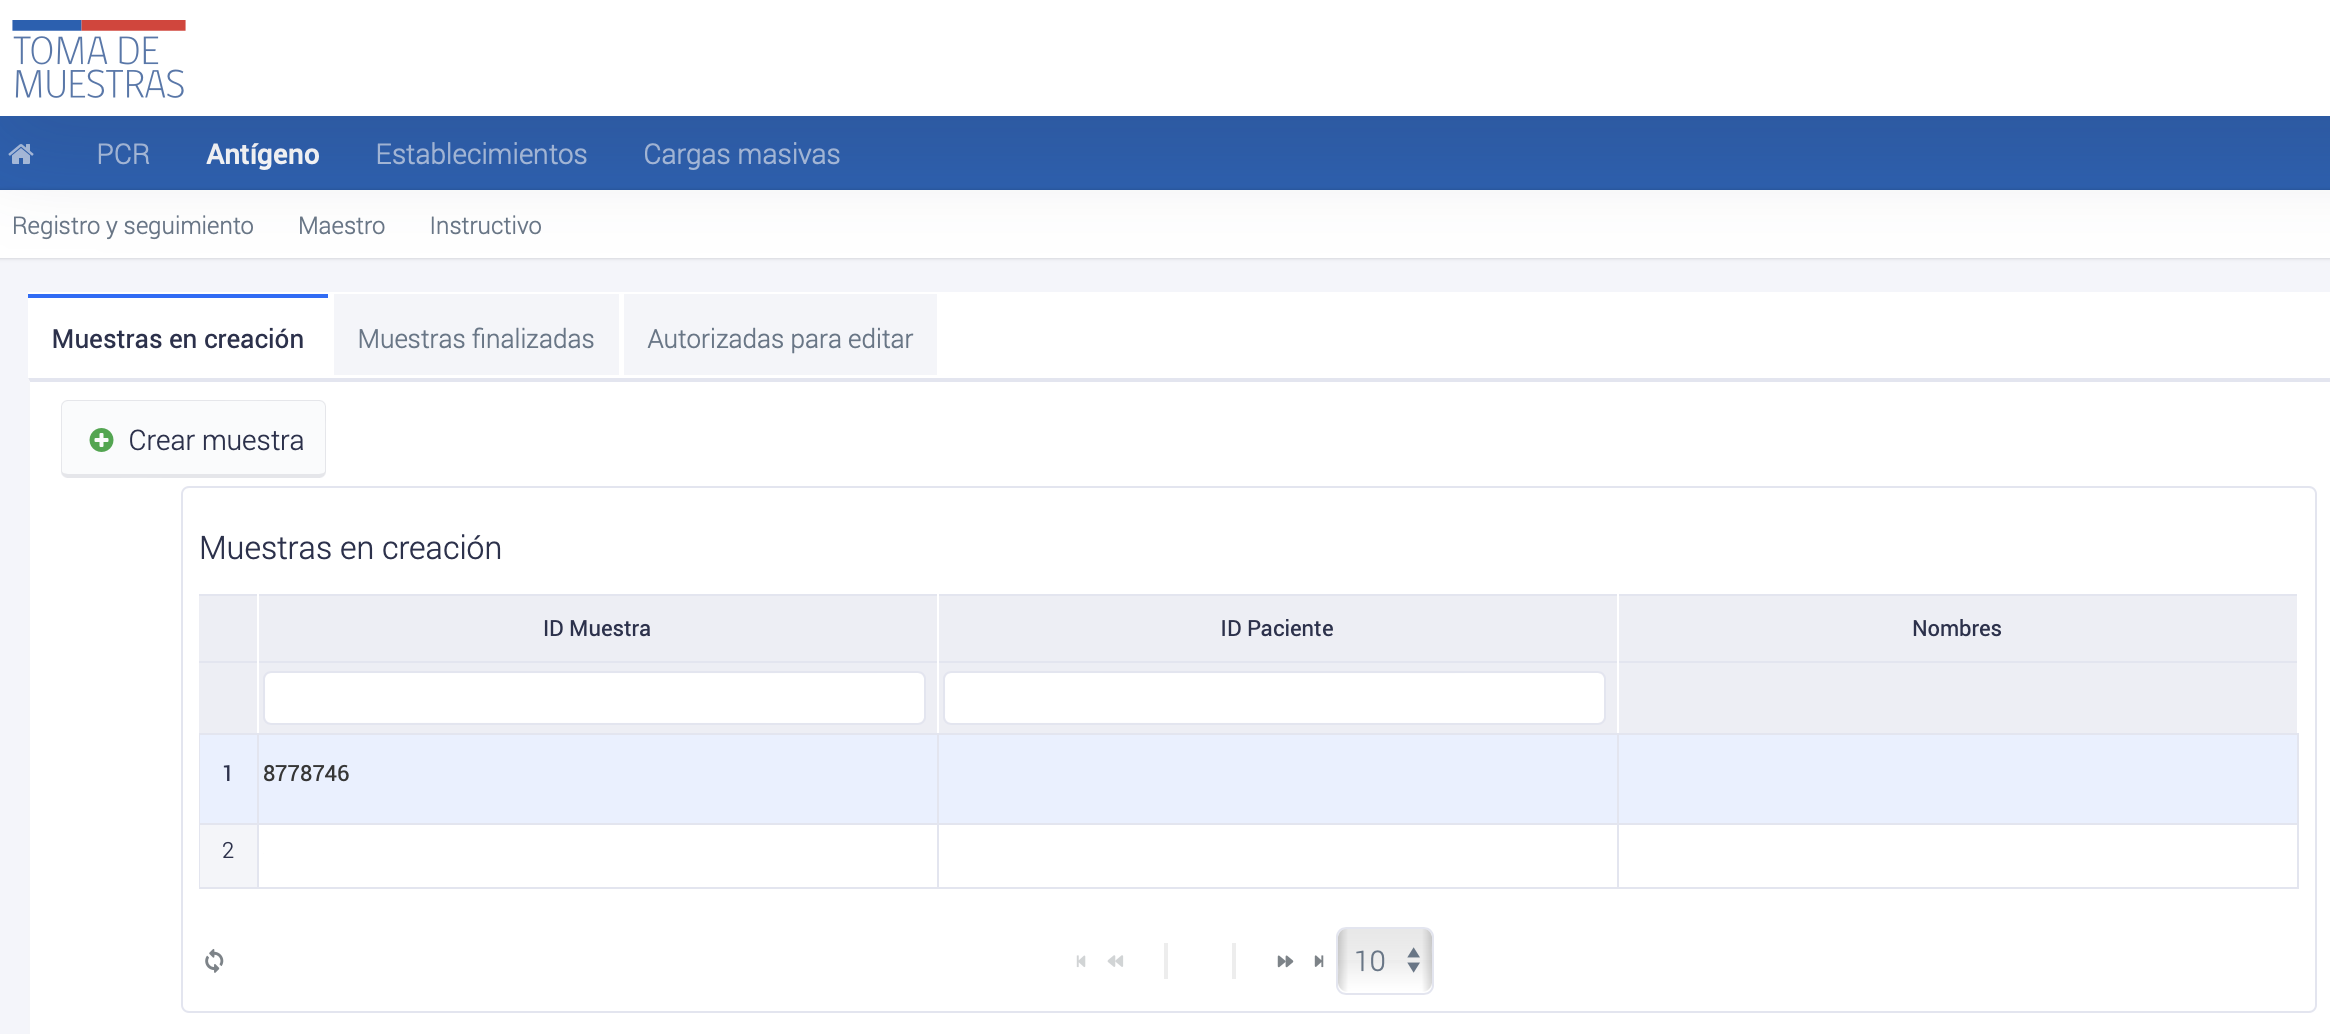 TOMA DE
MUESTRAS
PCR Antígeno Establecimientos Cargas masivas
Registro y seguimiento Maestro Instructivo
Muestras en creación Muestras finalizadas Autorizadas para editar
Crear muestra
Muestras en creación
ID Muestra ID Paciente Nombres
1 8778746
2
10